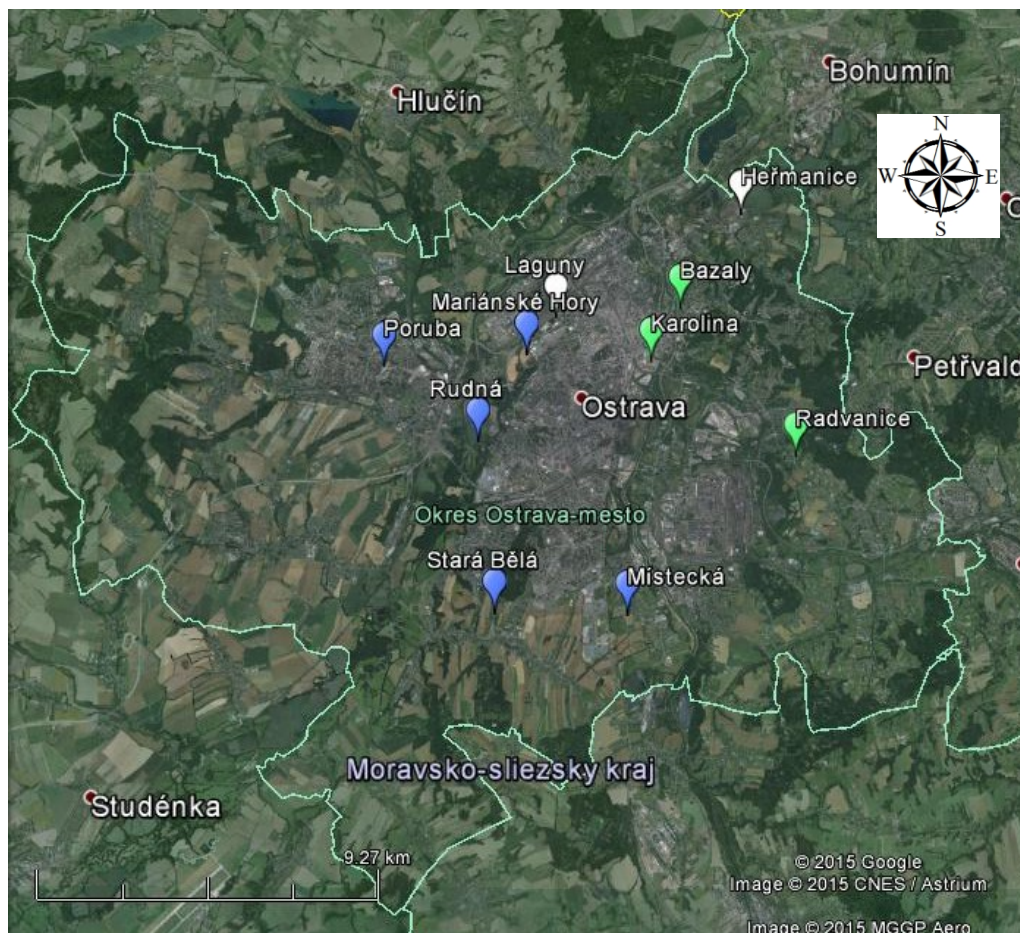 Bohumín
Hlučín
N
W
E
S
Heřmanice
Laguny
Bazaly
Mariánské Hory
Karolina
Poruba
Petřvald
Rudná
Ostrava
Radvanice
Okres Ostrava-mesto
Stará Bělá
Místecká
Moravsko-sliezsky kraj
Studénka
9.27 km
© 2015 Google
Image © 2015 CNES / Astrium
Image © 2015 MGGP Aero